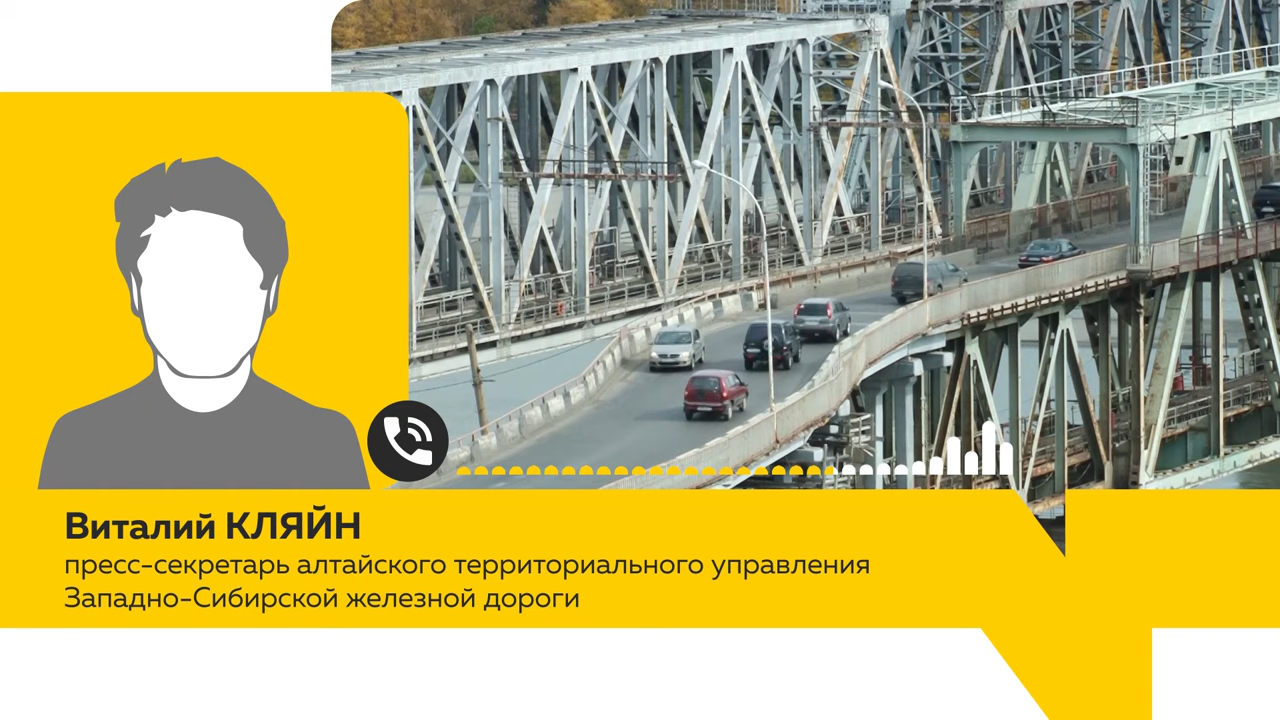 Виталий КЛЯЙН
пресс-секретарь алтайского территориального управления
Западно-Сибирской железной дороги